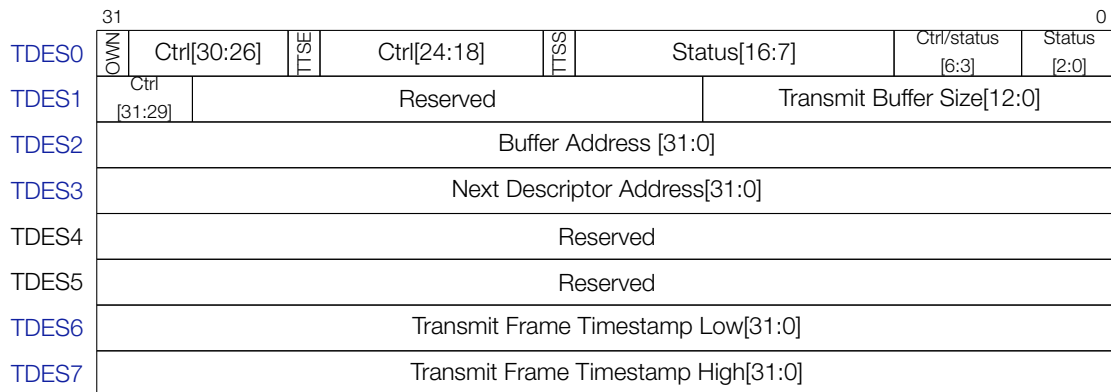 31 0
TDES0 OWN Ctrl[30:26] TTSE Ctrl[24:18] TTSS Status[16:7] Ctrl/status [6:3] Status [2:0]
TDES1 Ctrl [31:29] Reserved Transmit Buffer Size[12:0]
TDES2 Buffer Address [31:0]
TDES3 Next Descriptor Address[31:0]
TDES4 Reserved
TDES5 Reserved
TDES6 Transmit Frame Timestamp Low[31:0]
TDES7 Transmit Frame Timestamp High[31:0]